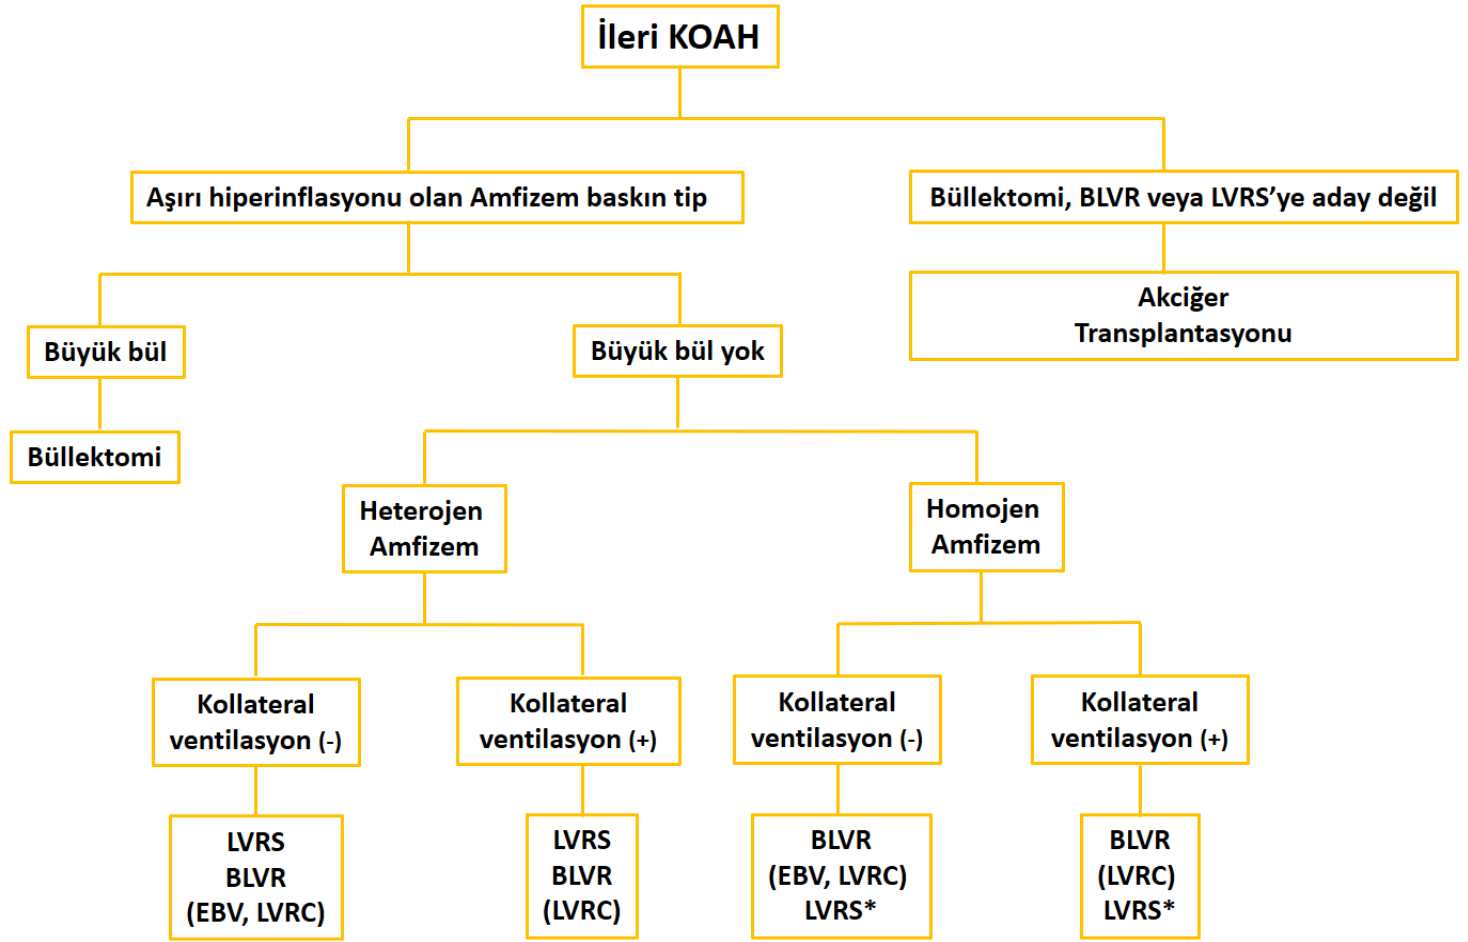 İleri KOAH
Aşırı hiperinflasyonu olan Amfizem baskın tip
Büllektomi, BLVR veya LVRS’ye aday değil
Akciğer
Transplantasyonu
Büyük bül
Büyük bül yok
Büllektomi
Heterojen
Amfizem
Homojen
Amfizem
Kollateral
ventilasyon (-)
Kollateral
ventilasyon (+)
Kollateral
ventilasyon (-)
Kollateral
ventilasyon (+)
LVRS
BLVR
(EBV, LVRC)
LVRS
BLVR
(LVRC)
BLVR
(EBV, LVRC)
LVRS*
BLVR
(LVRC)
LVRS*